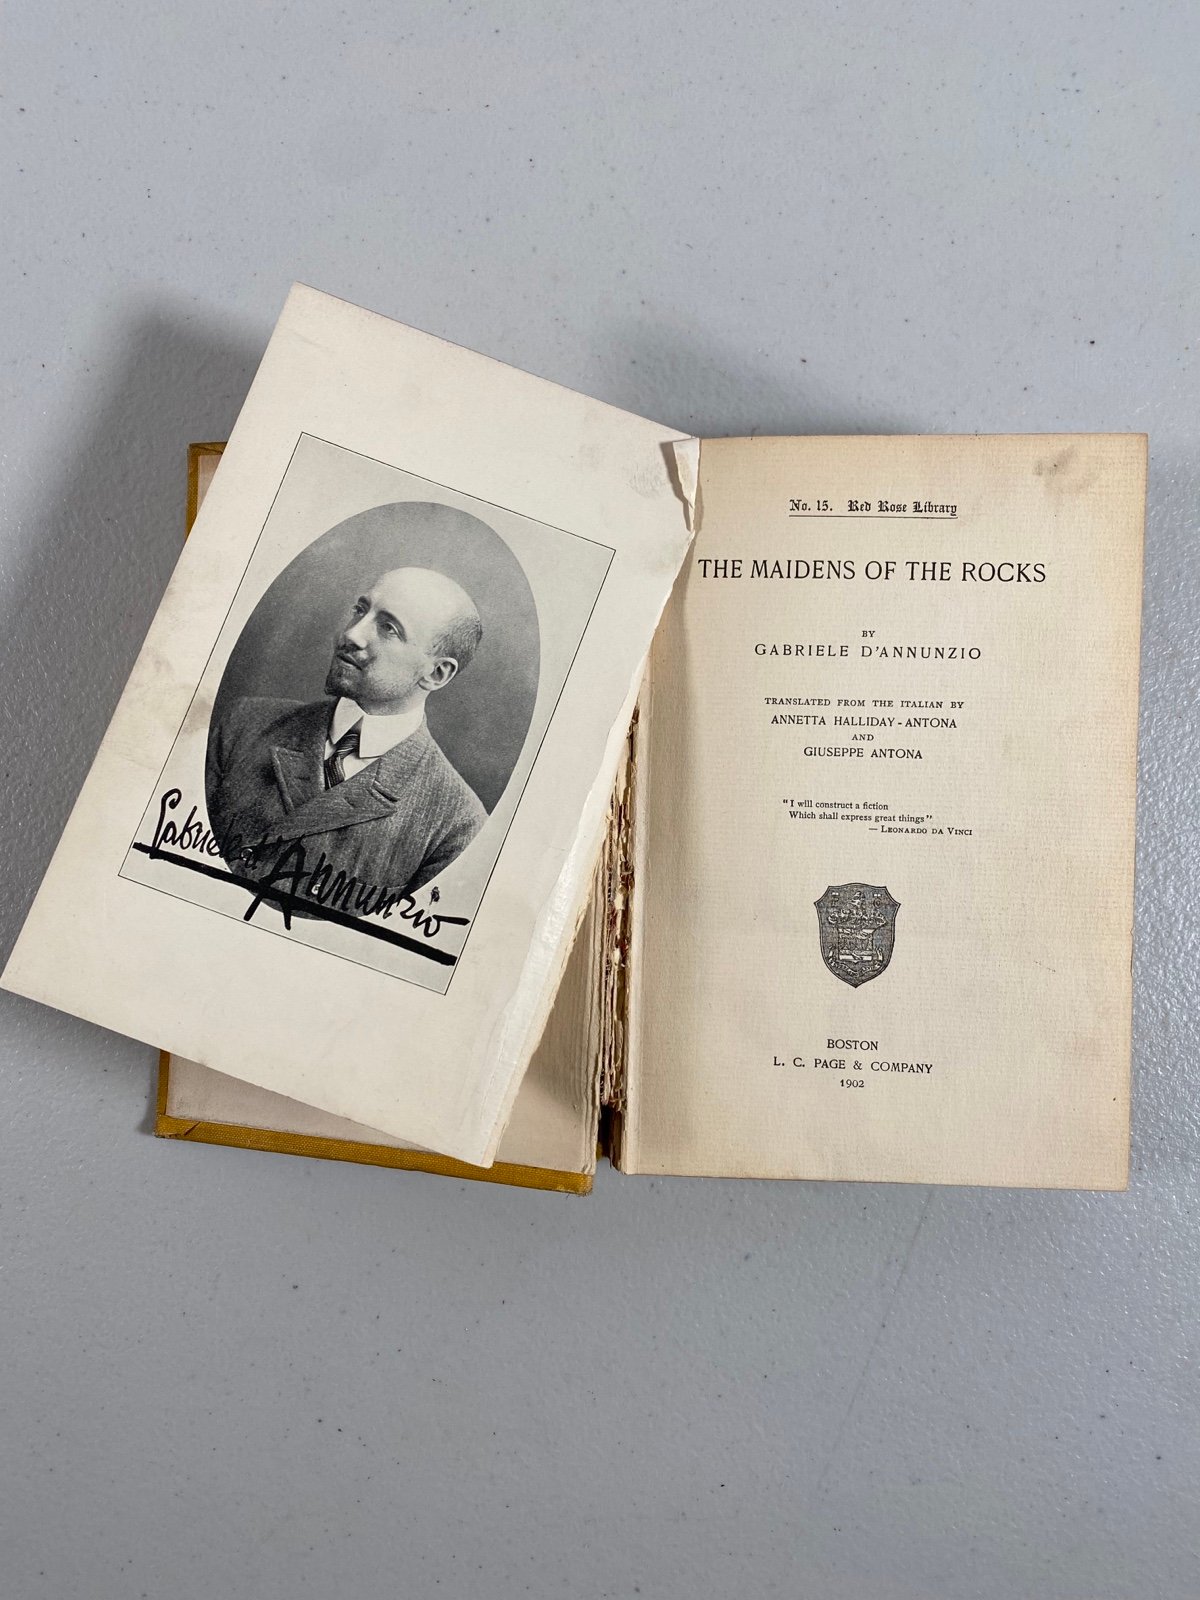 Gabriele d'Annunzio
No. 15. Red Rose Library
THE MAIDENS OF THE ROCKS
BY
GABRIELE D'ANNUNZIO
TRANSLATED FROM THE ITALIAN BY
ANNETTA HALLIDAY-ANTONA
AND
GIUSEPPE ANTONA
"I will construct a fiction
Which shall express great things"
— LEONARDO DA VINCI
BOSTON
L. C. PAGE & COMPANY
1902